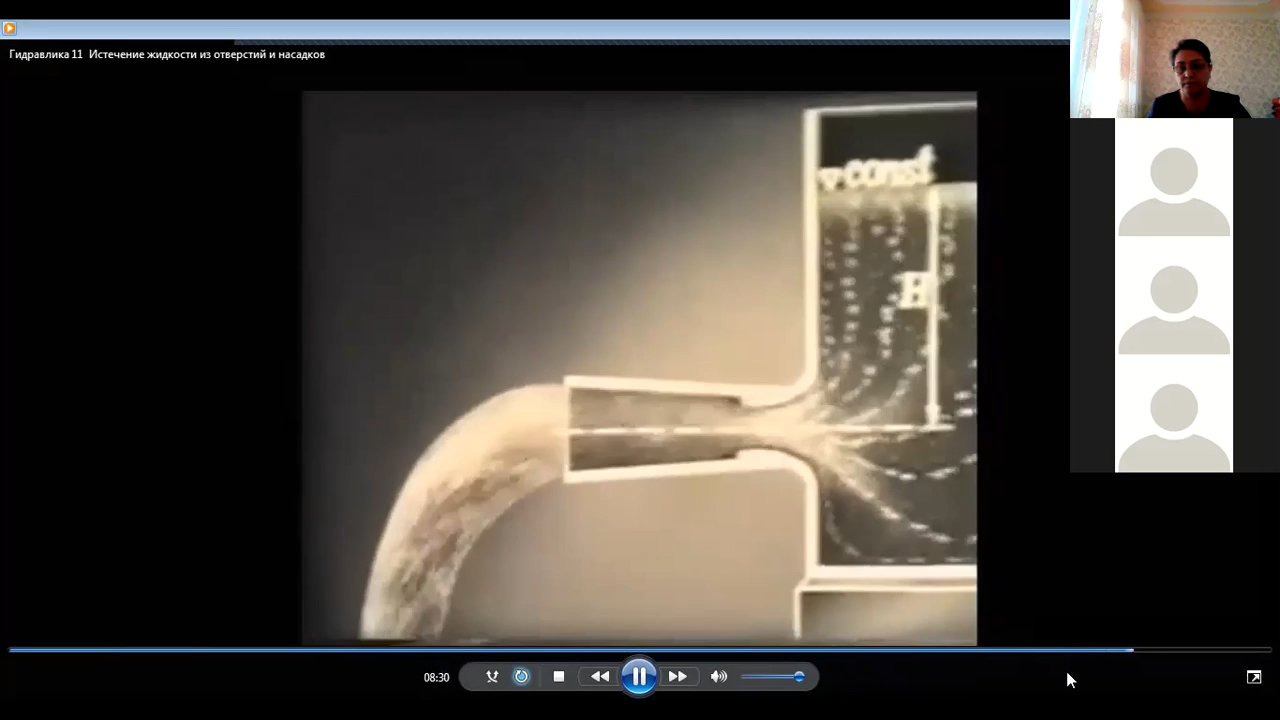 Гидравлика 11 Истечение жидкости из отверстий и насадков
const
H
08:30